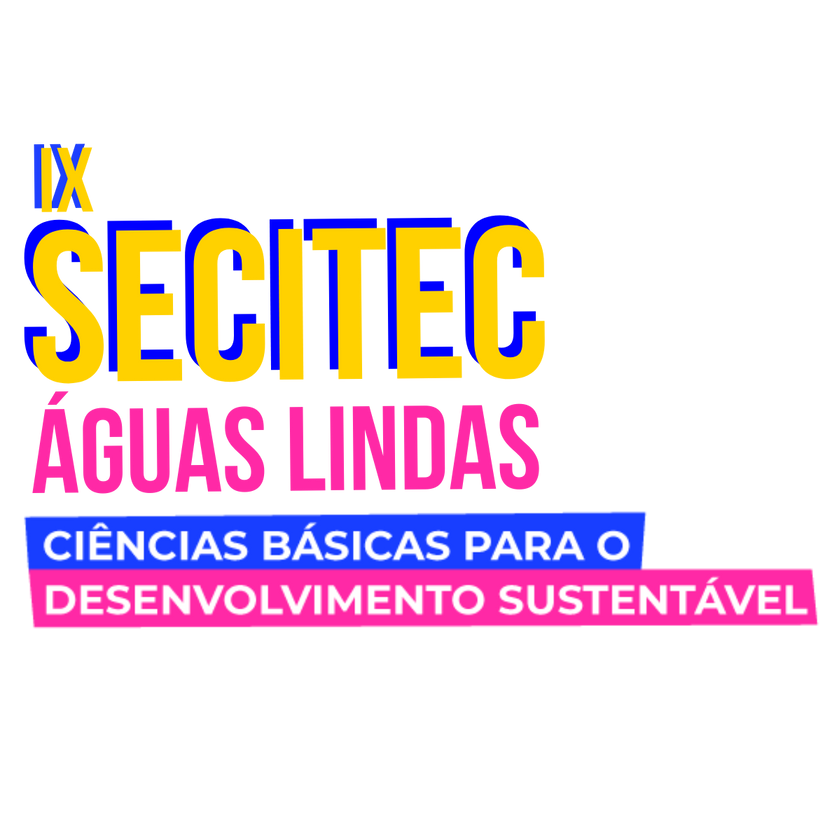 IX
SECITEC
ÁGUAS LINDAS
CIÊNCIAS BÁSICAS PARA O
DESENVOLVIMENTO SUSTENTÁVEL